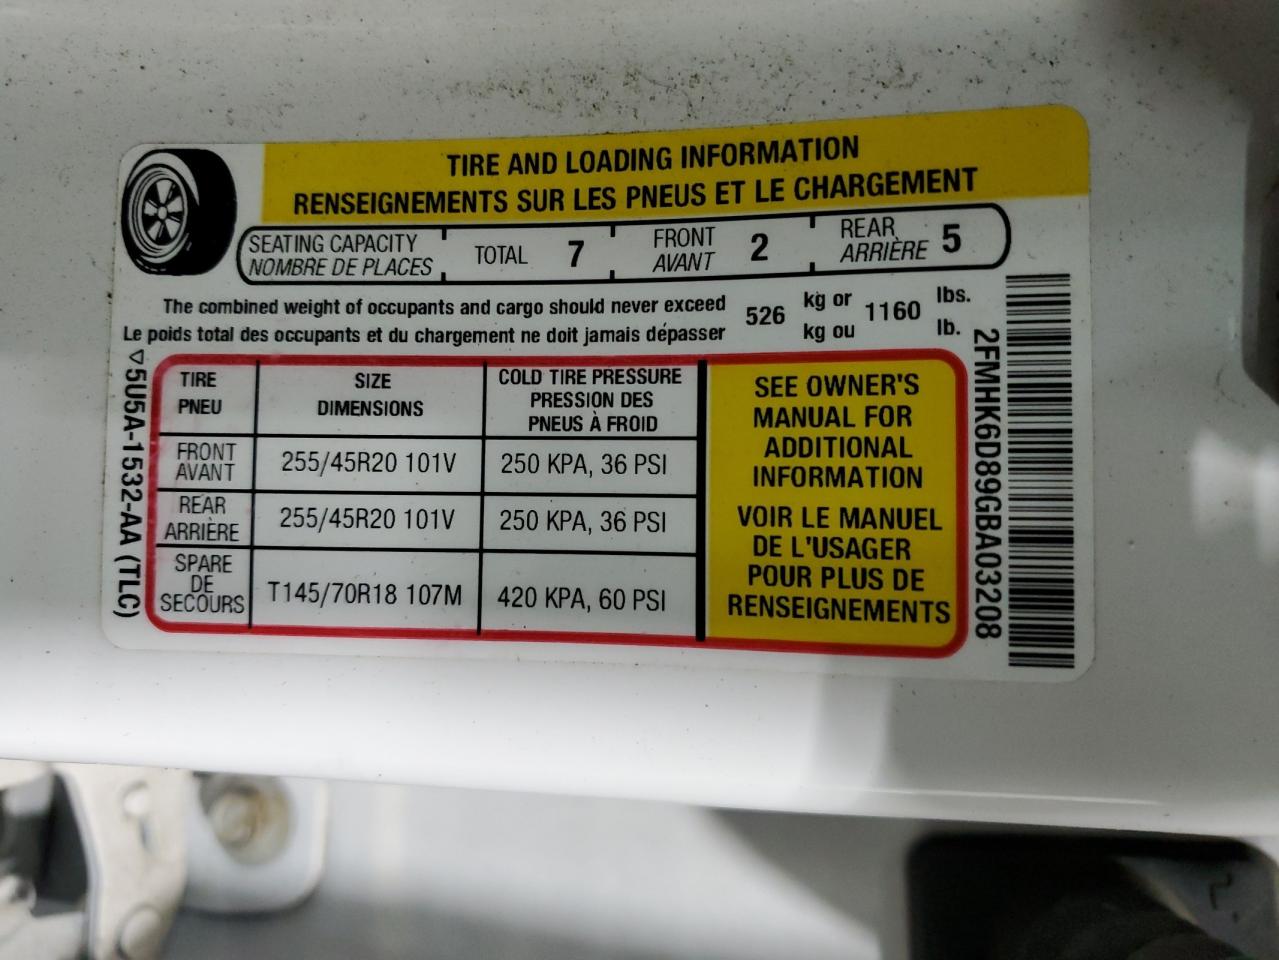 TIRE AND LOADING INFORMATION
RENSEIGNEMENTS SUR LES PNEUS ET LE CHARGEMENT
SEATING CAPACITY
NOMBRE DE PLACES
TOTAL 7
FRONT
AVANT
2
REAR
ARRIÈRE
5
The combined weight of occupants and cargo should never exceed
Le poids total des occupants et du chargement ne doit jamais dépasser
526
kg or
kg ou
1160
lbs.
lb.
TIRE
PNEU
SIZE
DIMENSIONS
COLD TIRE PRESSURE
PRESSION DES
PNEUS À FROID
FRONT
AVANT
255/45R20 101V
250 KPA, 36 PSI
REAR
ARRIÈRE
255/45R20 101V
250 KPA, 36 PSI
SPARE
DE
SECOURS
T145/70R18 107M
420 KPA, 60 PSI
SEE OWNER'S
MANUAL FOR
ADDITIONAL
INFORMATION
VOIR LE MANUEL
DE L'USAGER
POUR PLUS DE
RENSEIGNEMENTS
5U5A-1532-AA (TLC)
2FMHK6D89GBA03208